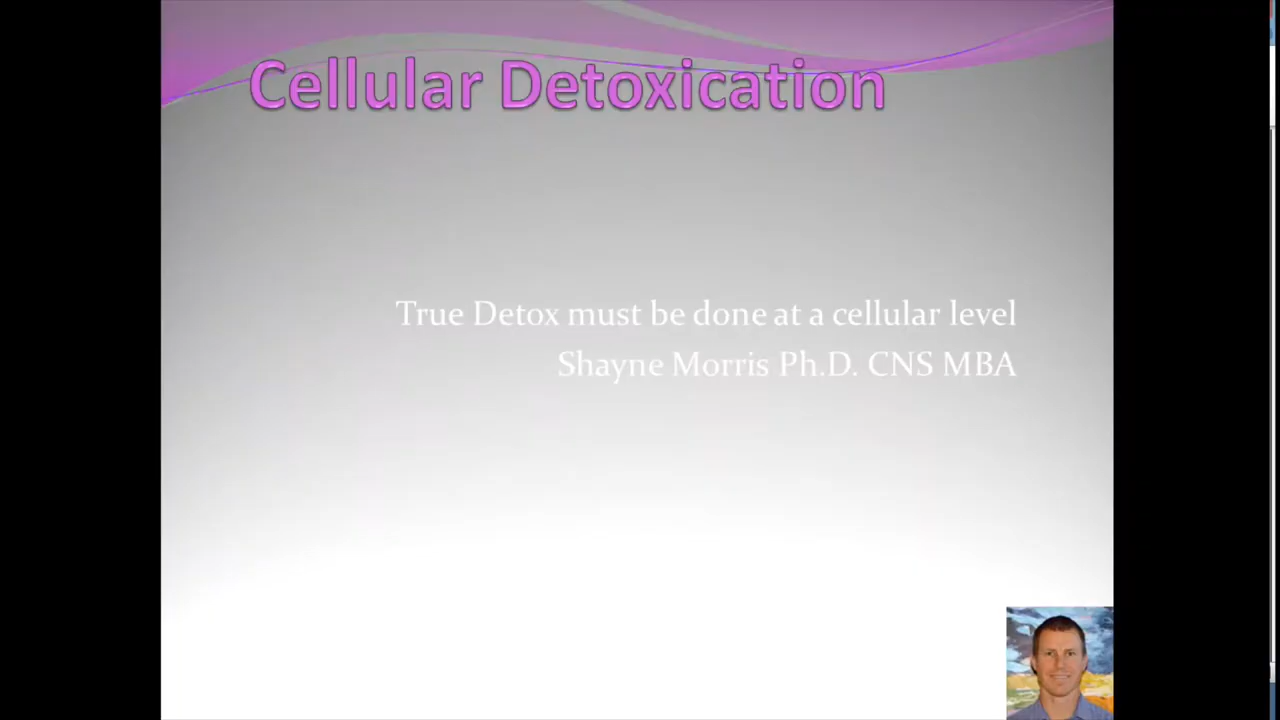 Cellular Detoxication
True Detox must be done at a cellular level
Shayne Morris Ph.D. CNS MBA